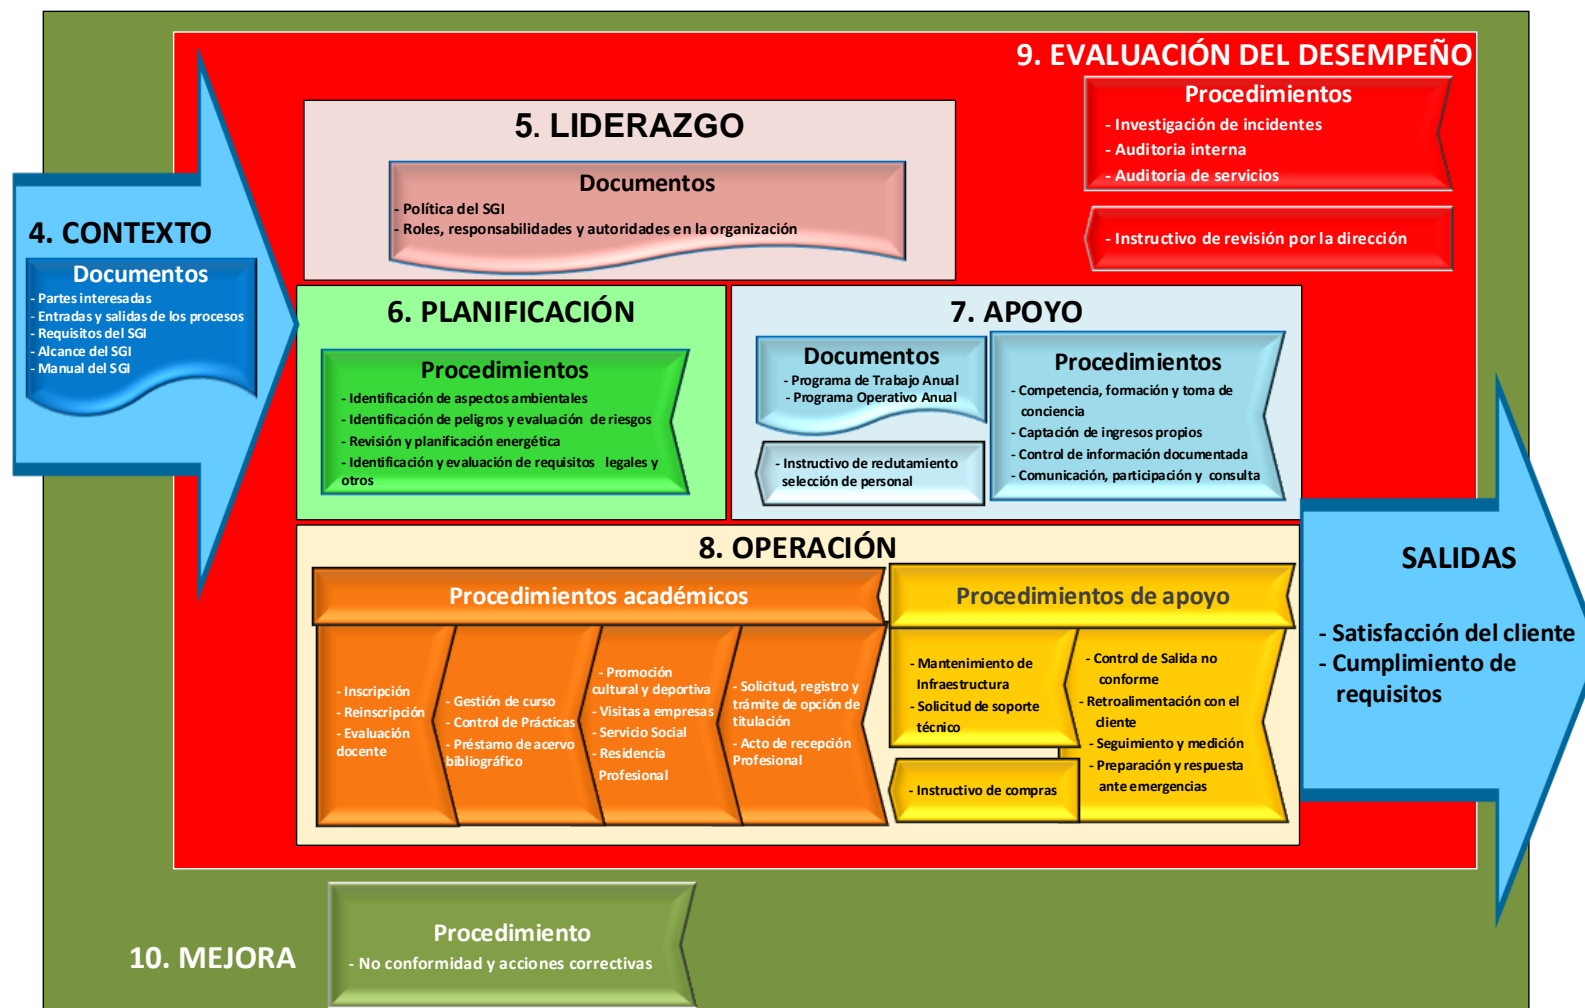 9. EVALUACIÓN DEL DESEMPEÑO
Procedimientos
- Investigación de incidentes
- Auditoria interna
- Auditoria de servicios
- Instructivo de revisión por la dirección
5. LIDERAZGO
Documentos
- Política del SGI
- Roles, responsabilidades y autoridades en la organización
4. CONTEXTO
Documentos
- Partes interesadas
- Entradas y salidas de los procesos
- Requisitos del SGI
- Alcance del SGI
- Manual del SGI
6. PLANIFICACIÓN
Procedimientos
- Identificación de aspectos ambientales
- Identificación de peligros y evaluación de riesgos
- Revisión y planificación energética
- Identificación y evaluación de requisitos legales y
otros
7. APOYO
Documentos
- Programa de Trabajo Anual
- Programa Operativo Anual
- Instructivo de reclutamiento
selección de personal
Procedimientos
- Competencia, formación y toma de
conciencia
- Captación de ingresos propios
- Control de información documentada
- Comunicación, participación y consulta
8. OPERACIÓN
Procedimientos académicos
- Inscripción
- Reinscripción
- Evaluación
docente
- Gestión de curso
- Control de Prácticas
- Préstamo de acervo
bibliográfico
- Promoción
cultural y deportiva
- Visitas a empresas
- Servicio Social
- Residencia
Profesional
- Solicitud, registro y
trámite de opción de
titulación
- Acto de recepción
Profesional
Procedimientos de apoyo
- Mantenimiento de
Infraestructura
- Solicitud de soporte
técnico
- Instructivo de compras
- Control de Salida no
conforme
- Retroalimentación con el
cliente
- Seguimiento y medición
- Preparación y respuesta
ante emergencias
SALIDAS
- Satisfacción del cliente
- Cumplimiento de
requisitos
10. MEJORA
Procedimiento
- No conformidad y acciones correctivas